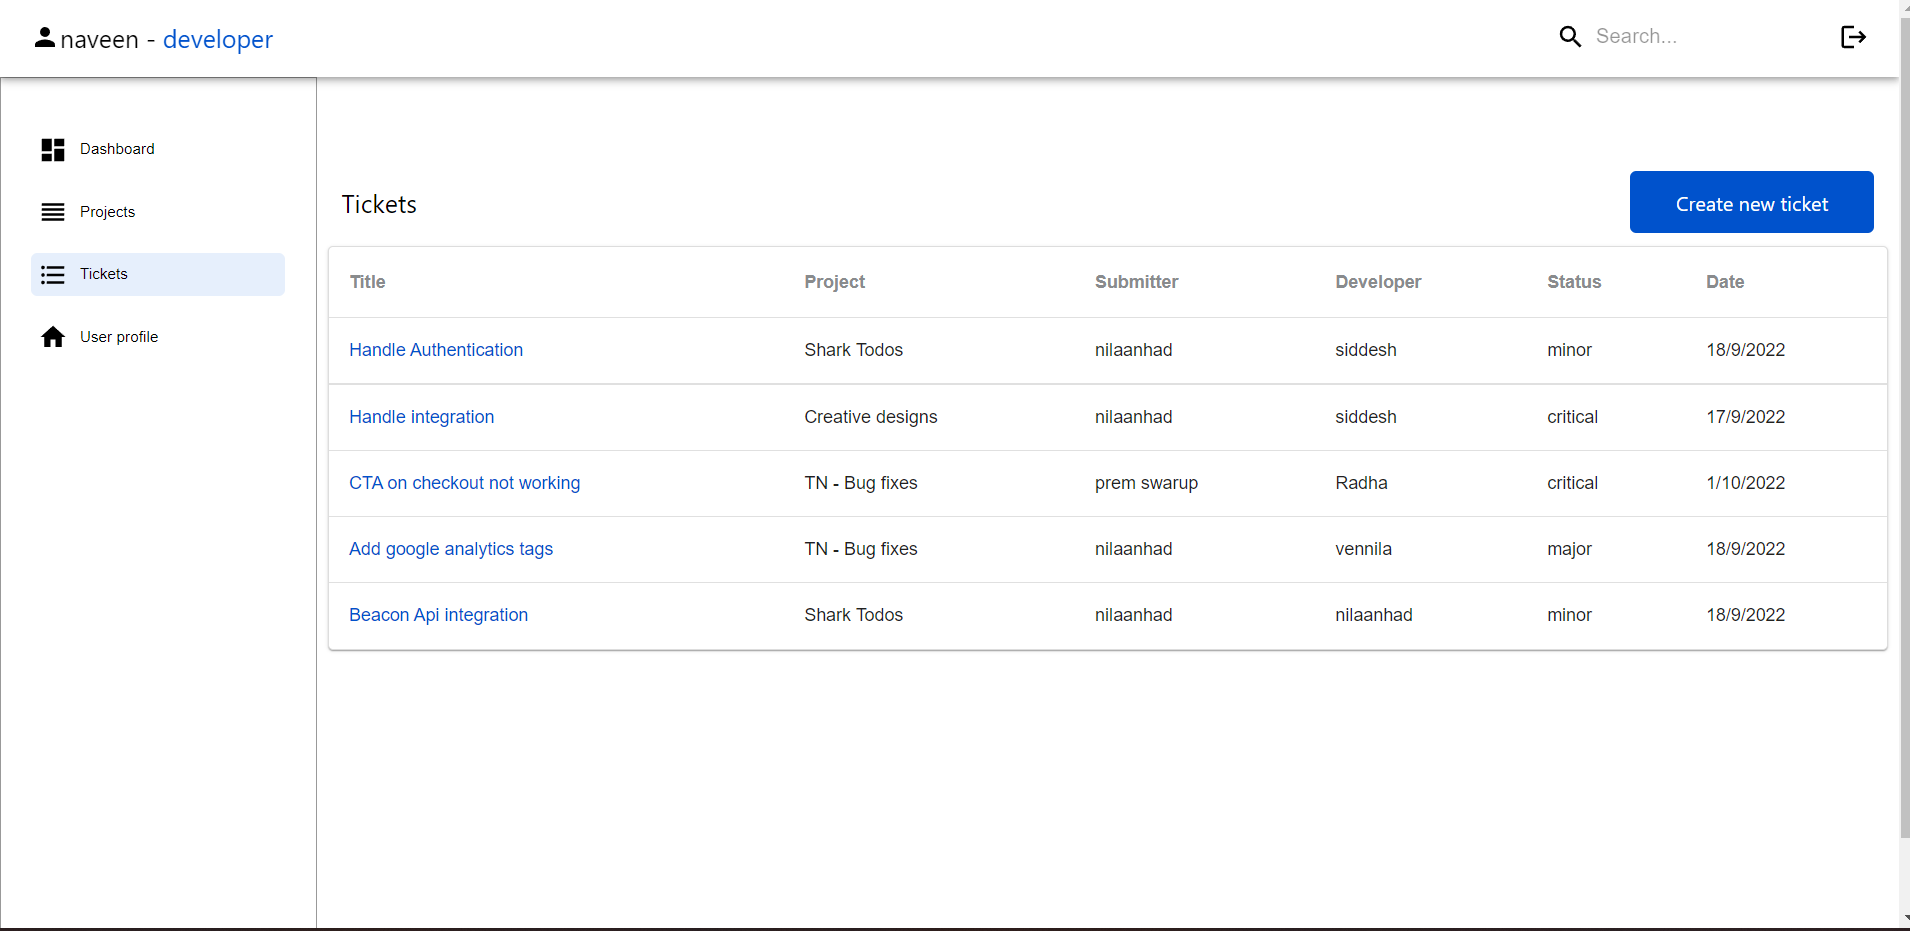 naveen - developer
Search...
Dashboard
Projects
Tickets
User profile
Tickets
Create new ticket
Title Project Submitter Developer Status Date
Handle Authentication Shark Todos nilaanhad siddesh minor 18/9/2022
Handle integration Creative designs nilaanhad siddesh critical 17/9/2022
CTA on checkout not working TN - Bug fixes prem swarup Radha critical 1/10/2022
Add google analytics tags TN - Bug fixes nilaanhad vennila major 18/9/2022
Beacon Api integration Shark Todos nilaanhad nilaanhad minor 18/9/2022